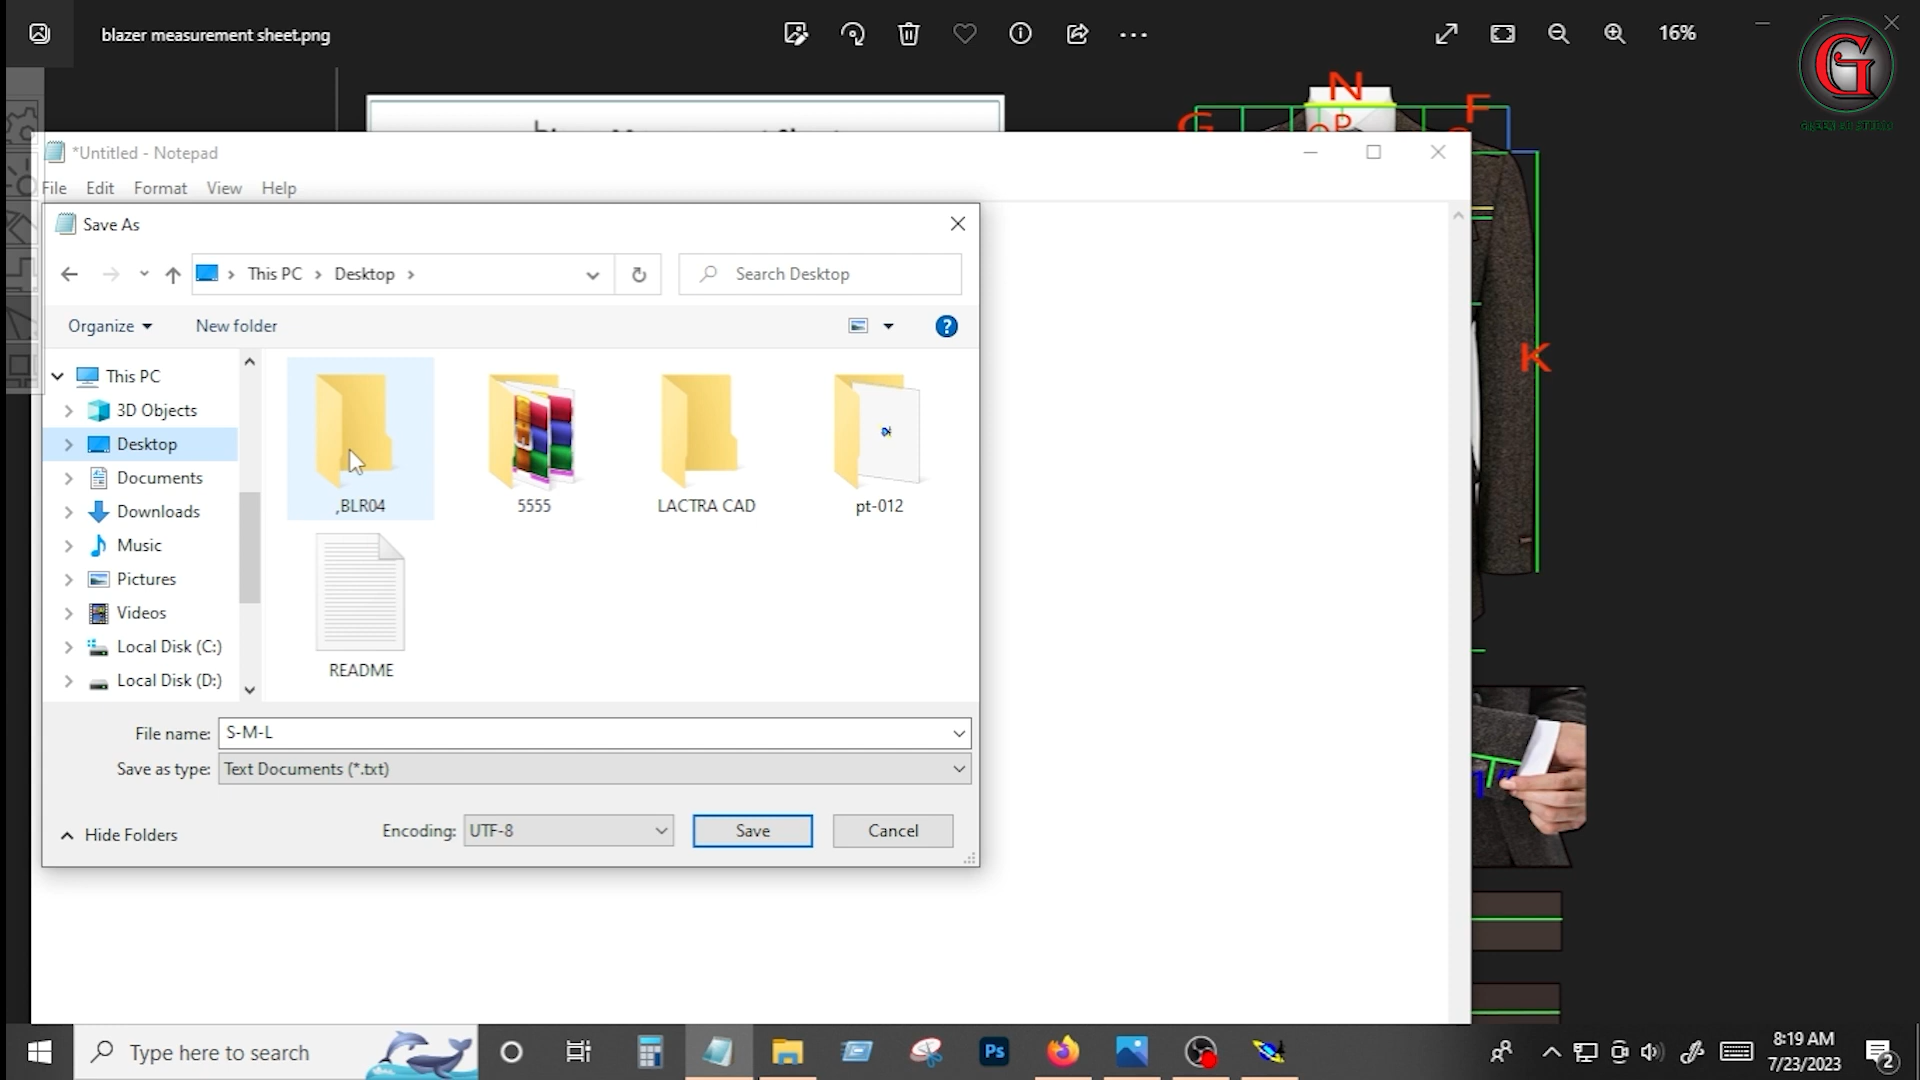 blazer measurement sheet.png
16%
N
F
G
P
K
*Untitled - Notepad
File Edit Format View Help
Save As
This PC Desktop
Search Desktop
Organize New folder
This PC
3D Objects
Desktop
Documents
Downloads
Music
Pictures
Videos
Local Disk (C:)
Local Disk (D:)
,BLR04
5555
LACTRA CAD
pt-012
README
File name: S-M-L
Save as type: Text Documents (*.txt)
Hide Folders
Encoding: UTF-8
Save
Cancel
Type here to search
Ps
8:19 AM
7/23/2023
2